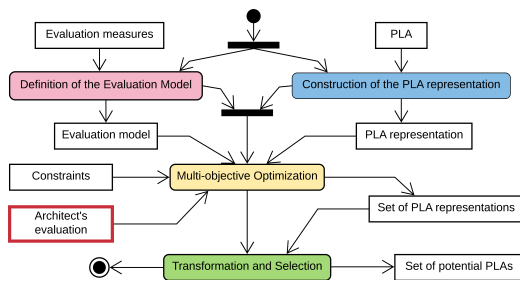 Evaluation measures
PLA
Definition of the Evaluation Model
Construction of the PLA representation
Evaluation model
PLA representation
Constraints
Multi-objective Optimization
Architect's
evaluation
Set of PLA representations
Transformation and Selection
Set of potential PLAs